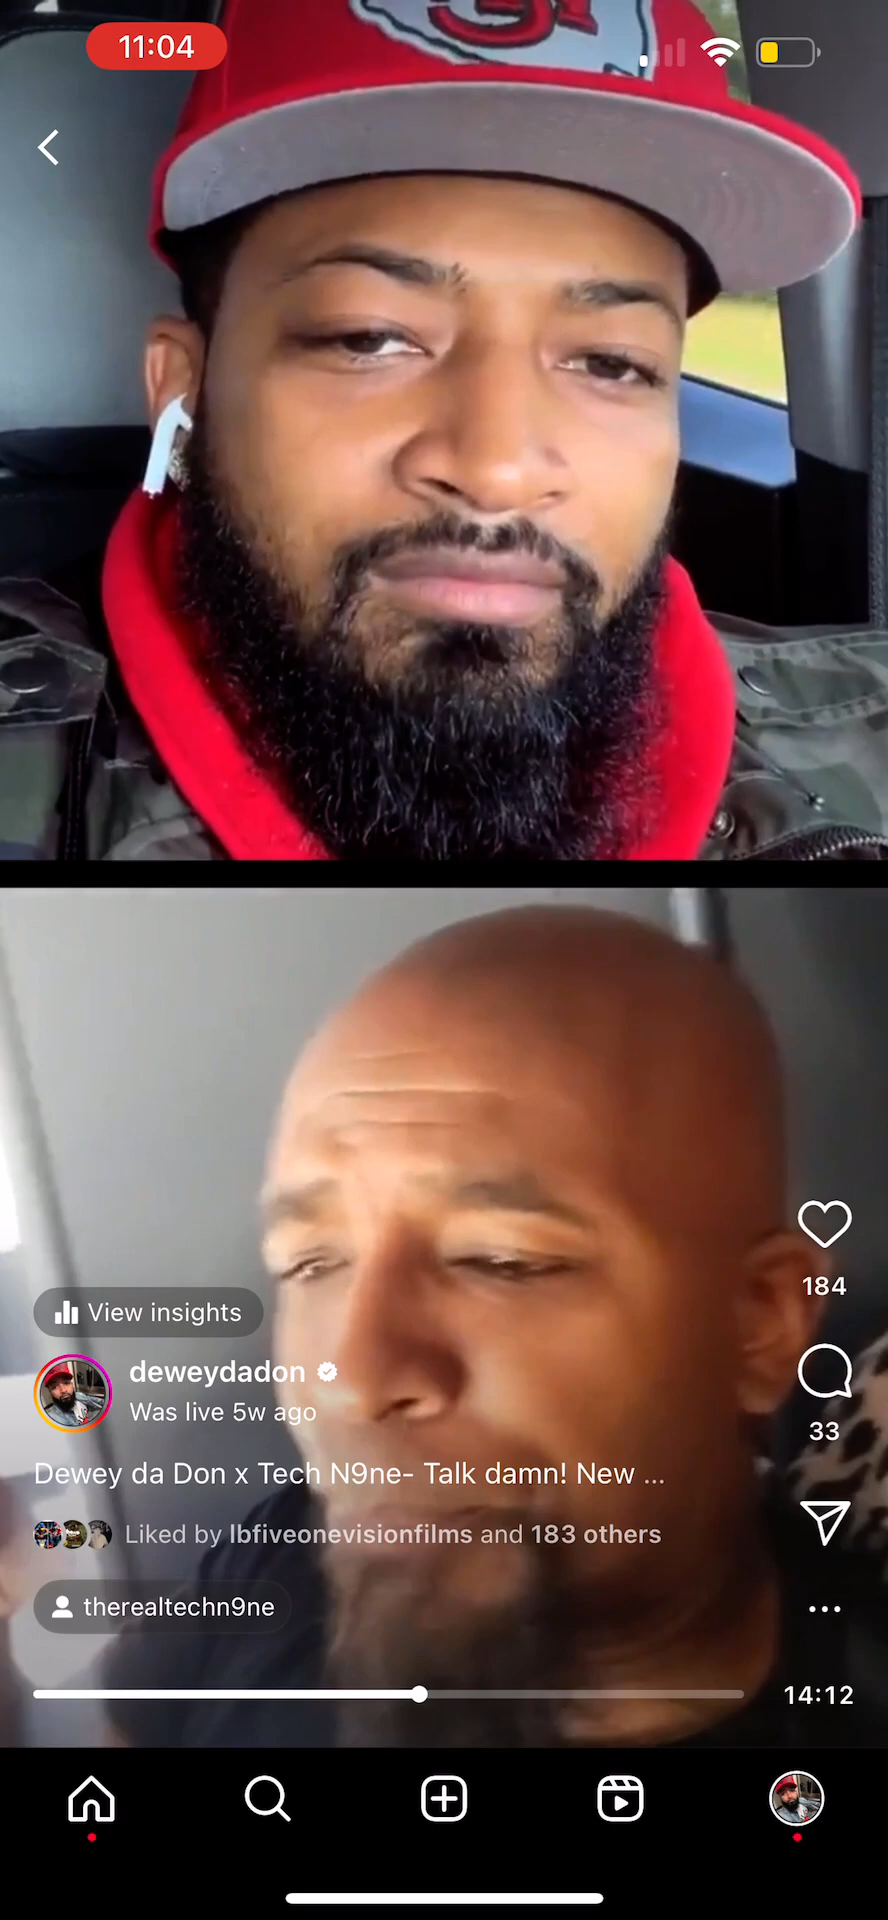 11:04
View insights
deweydadon
Was live 5w ago
Dewey da Don x Tech N9ne- Talk damn! New ...
Liked by lbfiveonevisionfilms and 183 others
therealtechn9ne
184
33
14:12